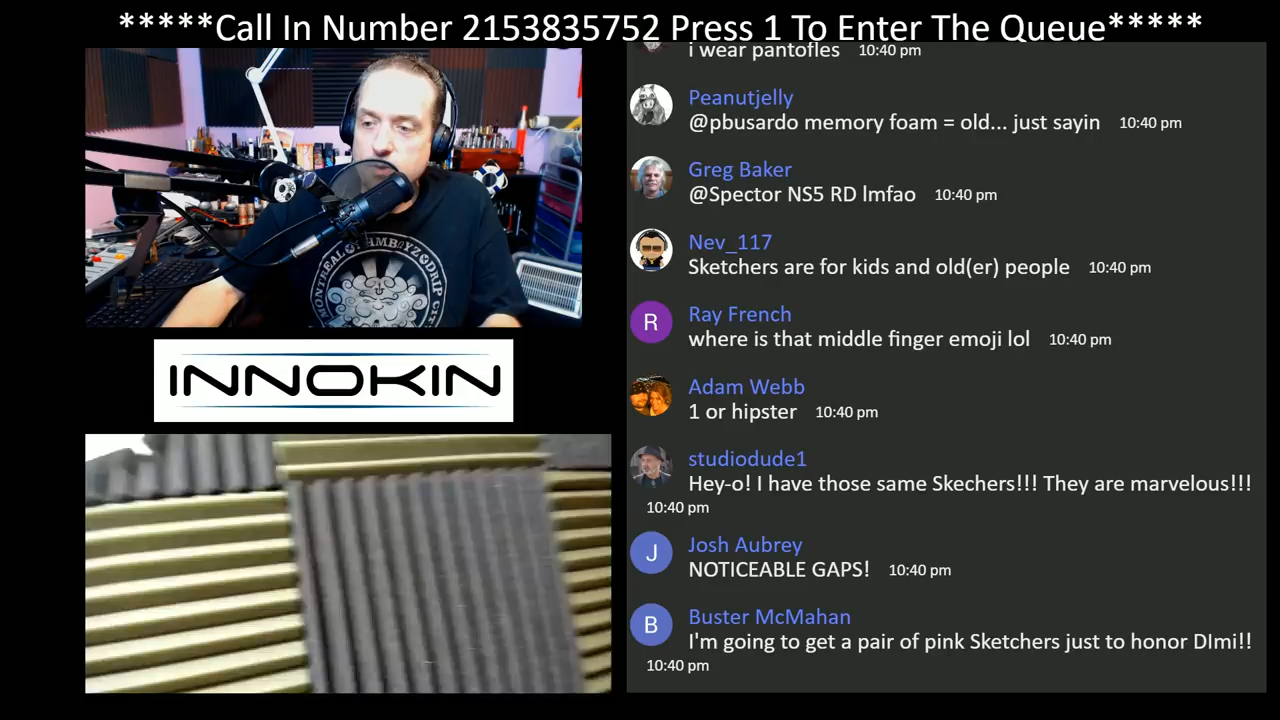 *****Call In Number 2153835752 Press 1 To Enter The Queue*****
MONTREAL VHMBOYZ DRIP CIT
INNOKIN
i wear pantofles 10:40 pm
Peanutjelly
@pbusardo memory foam = old... just sayin 10:40 pm
Greg Baker
@Spector NS5 RD lmfao 10:40 pm
Nev_117
Sketchers are for kids and old(er) people 10:40 pm
R
Ray French
where is that middle finger emoji lol 10:40 pm
Adam Webb
1 or hipster 10:40 pm
studiodude1
Hey-o! I have those same Skechers!!! They are marvelous!!!
10:40 pm
J
Josh Aubrey
NOTICEABLE GAPS! 10:40 pm
B
Buster McMahan
I'm going to get a pair of pink Sketchers just to honor DImi!!
10:40 pm